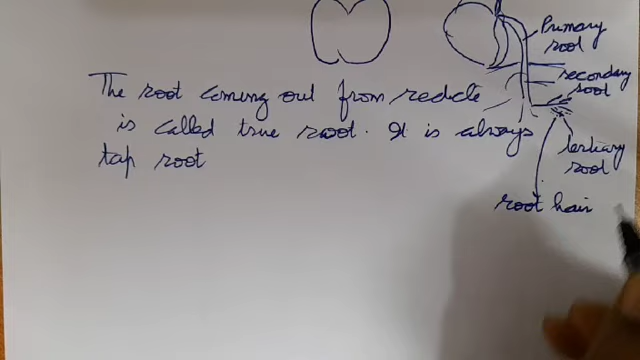 Primary
root
secondary
root
The root coming out from redicle
is called true root. It is always
tap root
tertiary
root
root hair